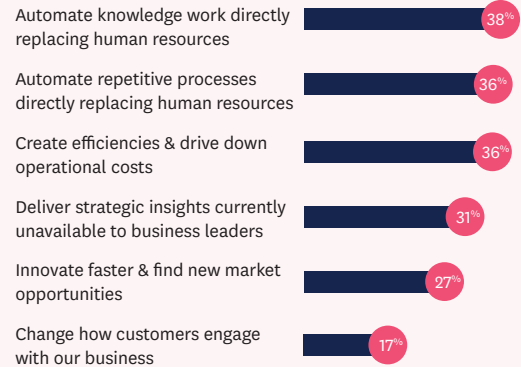 Automate knowledge work directly
replacing human resources
38%
Automate repetitive processes
directly replacing human resources
36%
Create efficiencies & drive down
operational costs
36%
Deliver strategic insights currently
unavailable to business leaders
31%
Innovate faster & find new market
opportunities
27%
Change how customers engage
with our business
17%